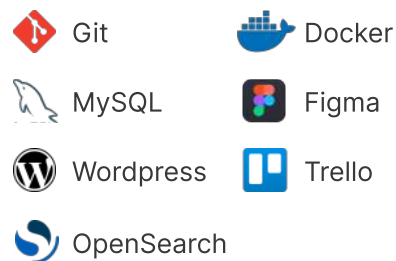 Git
Docker
MySQL
Figma
Wordpress
Trello
OpenSearch